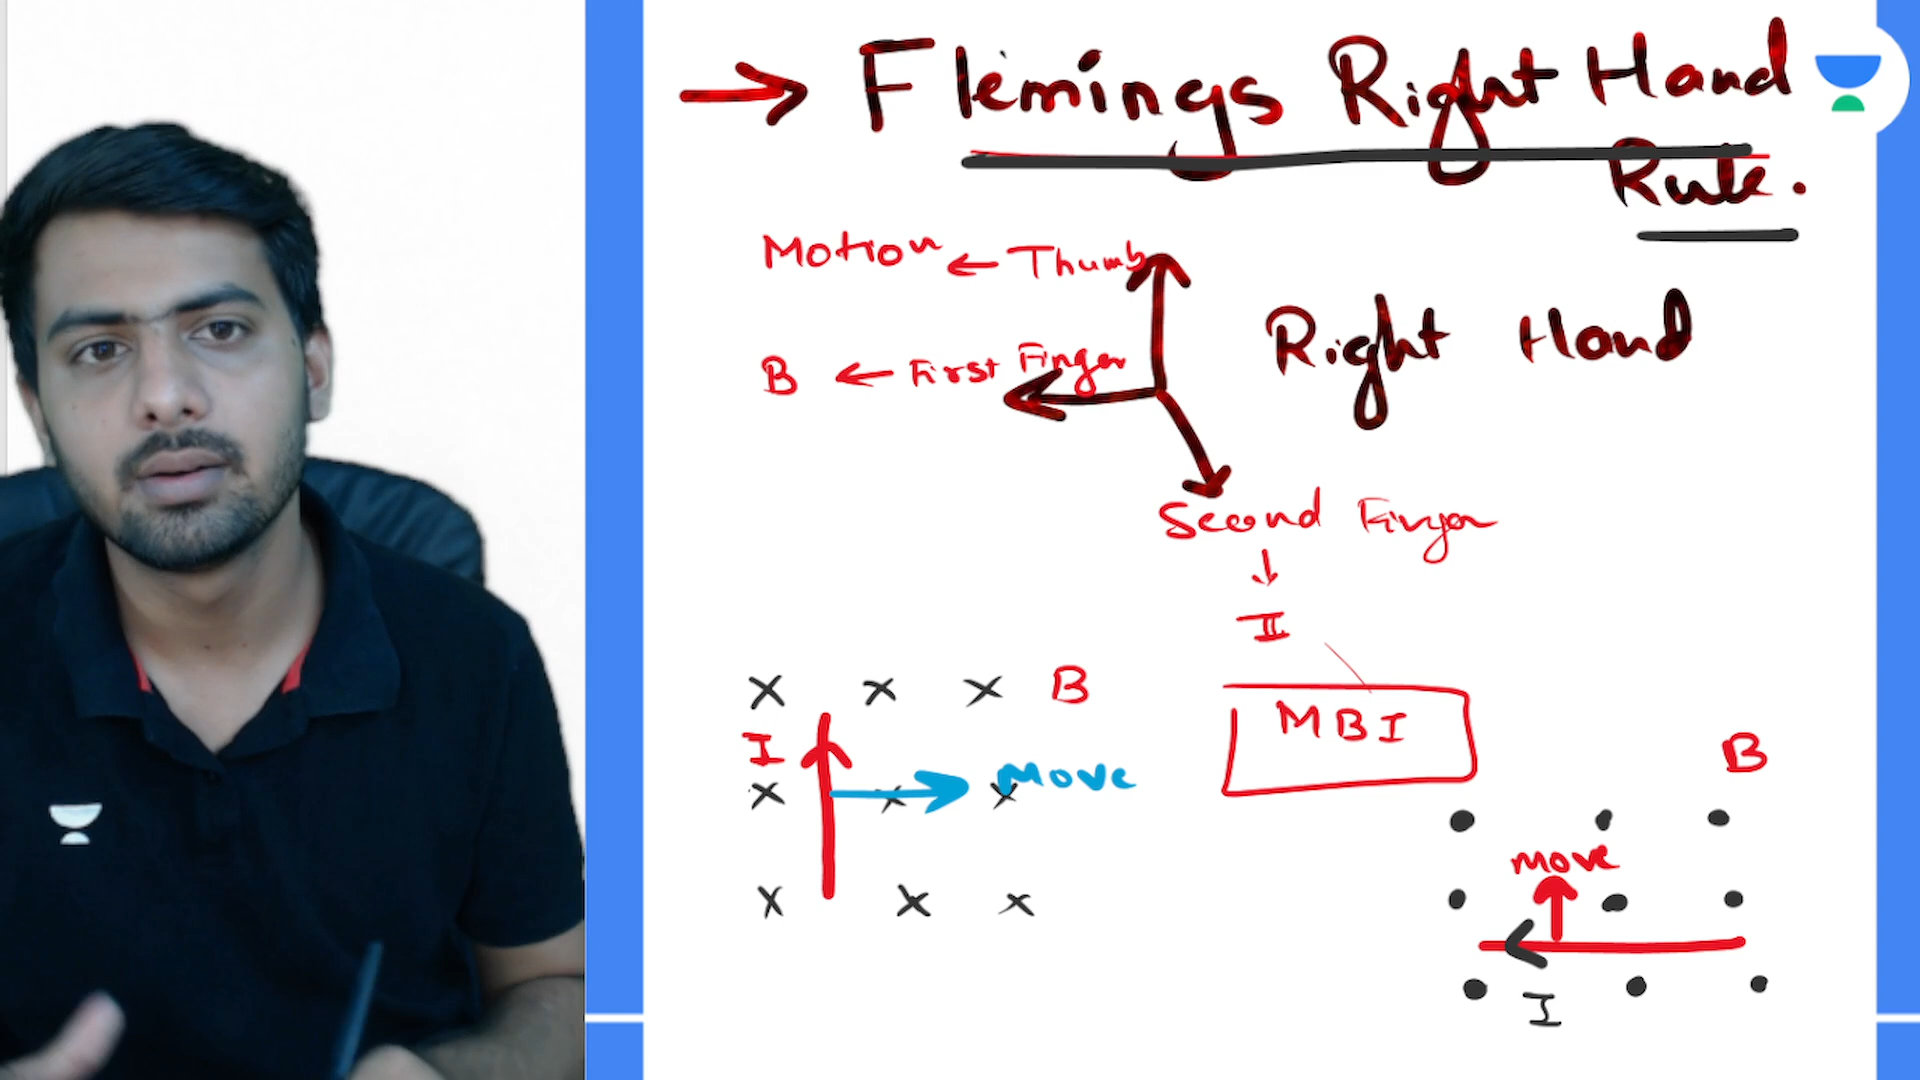 → Flemings Right Hand
Rule.
Motion ← Thumb
Right Hand
B ← First Finger
Second Finger
↓
I
x x x B
I
x x x Move
x x x
MBI
B
Move
I